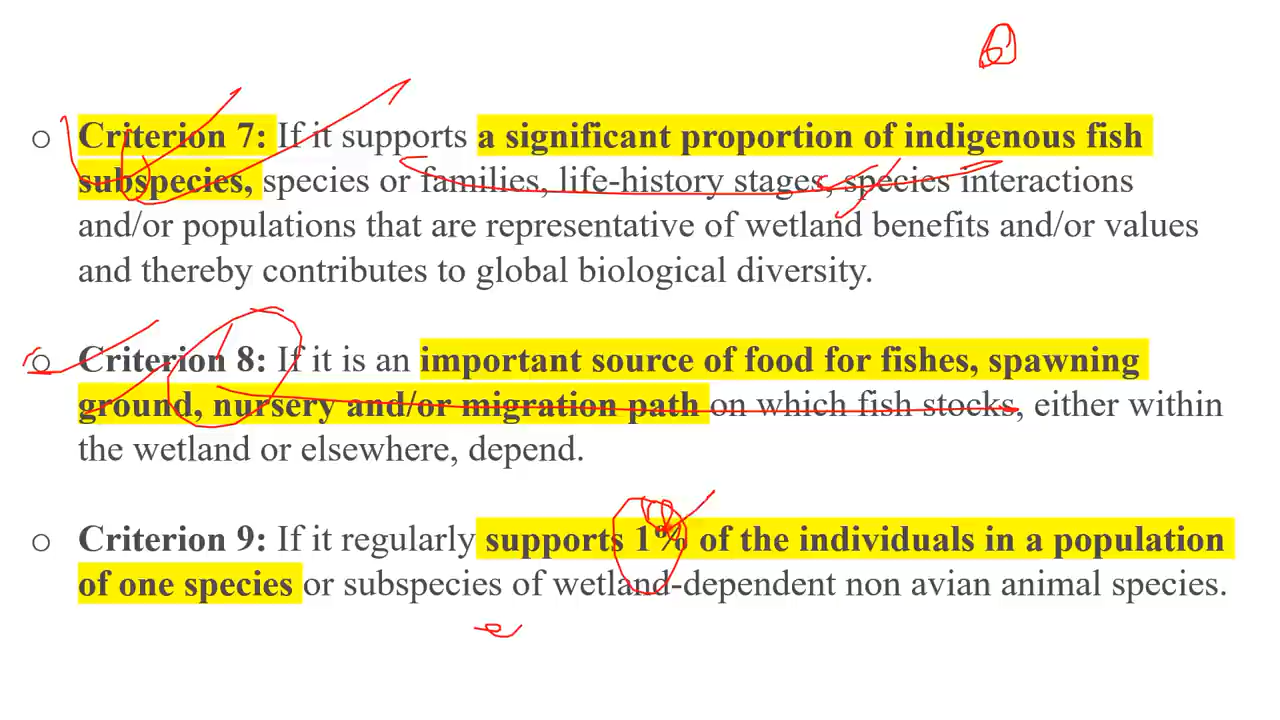 ○ Criterion 7: If it supports a significant proportion of indigenous fish
subspecies, species or families, life-history stages, species interactions
and/or populations that are representative of wetland benefits and/or values
and thereby contributes to global biological diversity.
○ Criterion 8: If it is an important source of food for fishes, spawning
ground, nursery and/or migration path on which fish stocks, either within
the wetland or elsewhere, depend.
○ Criterion 9: If it regularly supports 1% of the individuals in a population
of one species or subspecies of wetland-dependent non avian animal species.